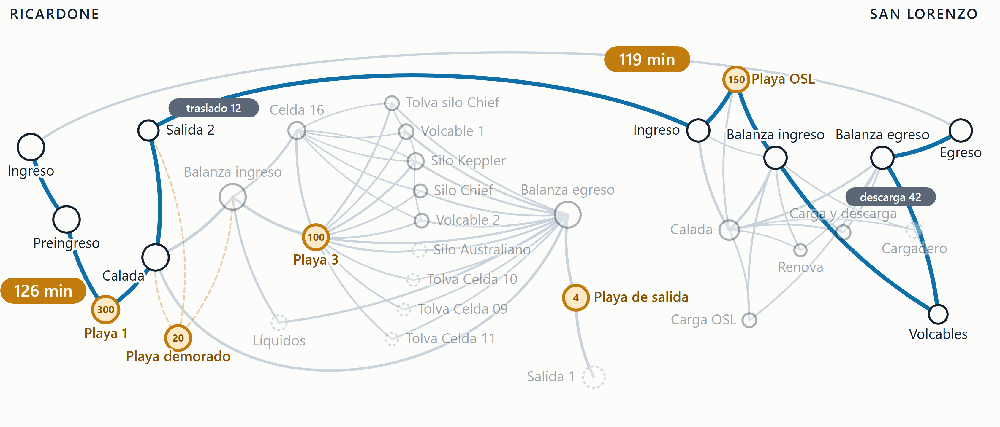 RICARDONE
SAN LORENZO
119 min
150
Playa OSL
traslado 12
Salida 2
Celda 16
Tolva silo Chief
Volcable 1
Ingreso
Balanza ingreso
Balanza egreso
Egreso
Ingreso
Balanza ingreso
Silo Keppler
Silo Chief
Balanza egreso
descarga 42
Carga y descarga
Volcable 2
Calada
Preingreso
100
Playa 3
Silo Australiano
Cargadero
Renova
Calada
Tolva Celda 10
126 min
300
Playa 1
Playa de salida
4
Tolva Celda 09
Carga OSL
Volcables
20
Playa demorado
Líquidos
Tolva Celda 11
Salida 1